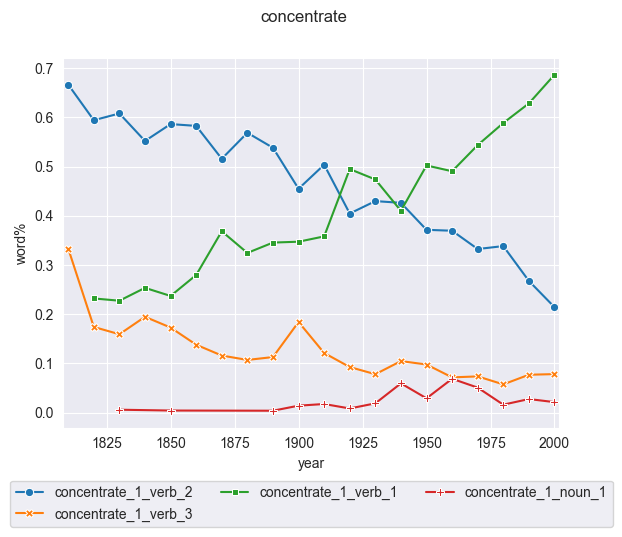 concentrate
0.7
0.6
0.5
0.4
0.3
0.2
0.1
0.0
word%
1825 1850 1875 1900 1925 1950 1975 2000
year
concentrate_1_verb_2 concentrate_1_verb_1 concentrate_1_noun_1
concentrate_1_verb_3